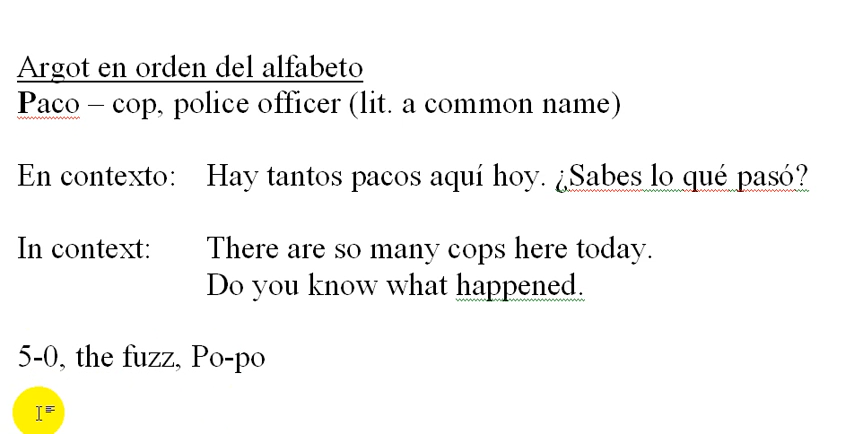 Argot en orden del alfabeto
Paco – cop, police officer (lit. a common name)
En contexto: Hay tantos pacos aquí hoy. ¿Sabes lo qué pasó?
In context: There are so many cops here today.
Do you know what happened.
5-0, the fuzz, Po-po